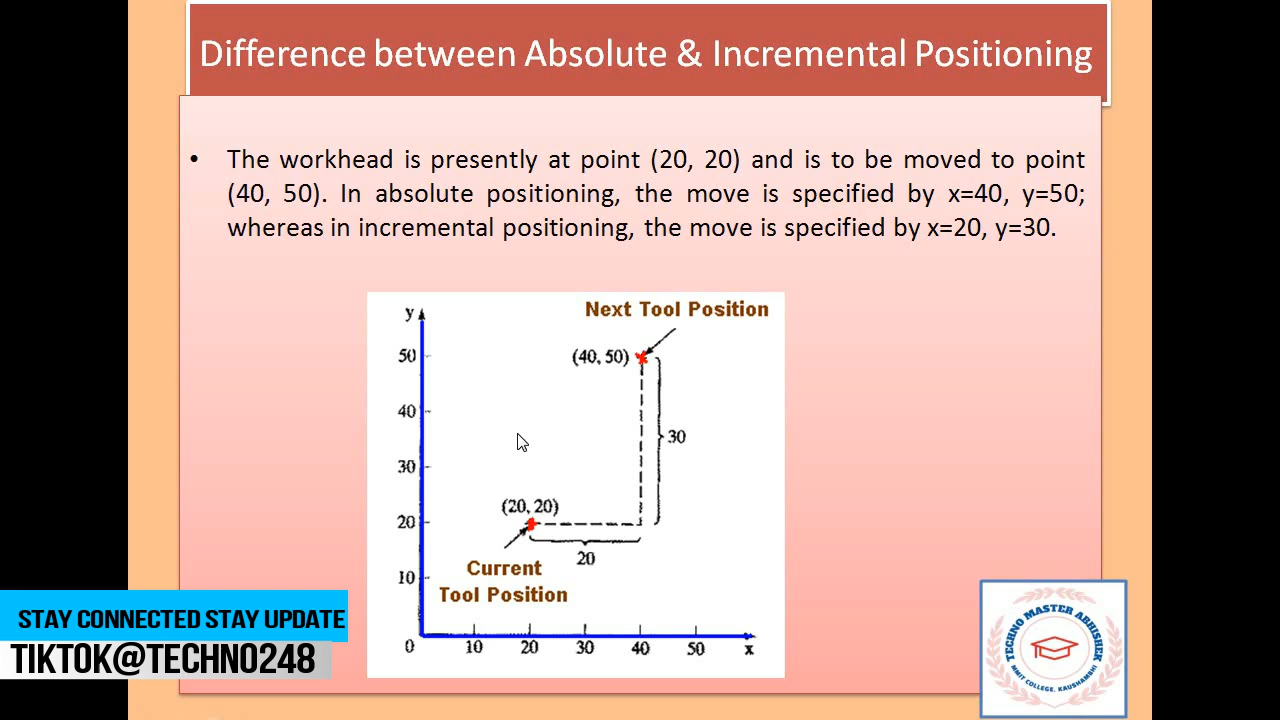 Difference between Absolute & Incremental Positioning
• The workhead is presently at point (20, 20) and is to be moved to point
(40, 50). In absolute positioning, the move is specified by x=40, y=50;
whereas in incremental positioning, the move is specified by x=20, y=30.
y
Next Tool Position
50
(40, 50)
40
30
30
(20, 20)
20
20
10
Current
Tool Position
0 10 20 30 40 50 x
STAY CONNECTED STAY UPDATE
TIKTOK@TECHNO248
TECHNO MASTER ABHISHEK
MMIT COLLEGE, KAUSHAMBHI